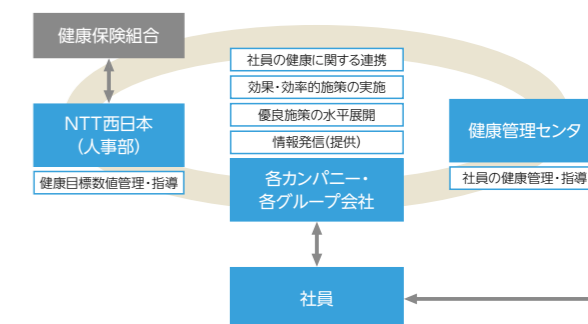 健康保険組合
社員の健康に関する連携
効果・効率的施策の実施
優良施策の水平展開
情報発信(提供)
NTT西日本
(人事部)
健康目標数値管理・指導
各カンパニー・
各グループ会社
健康管理センタ
社員の健康管理・指導
社員